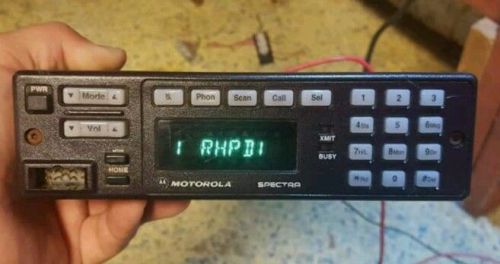 PWR
Mode
S.
Phon
Scan
Call
Sel
1
2
3
Vol
1 RHPD1
XMIT
BUSY
4
5
6
7
8
9
HOME
MOTOROLA
SPECTRA
*
0
#